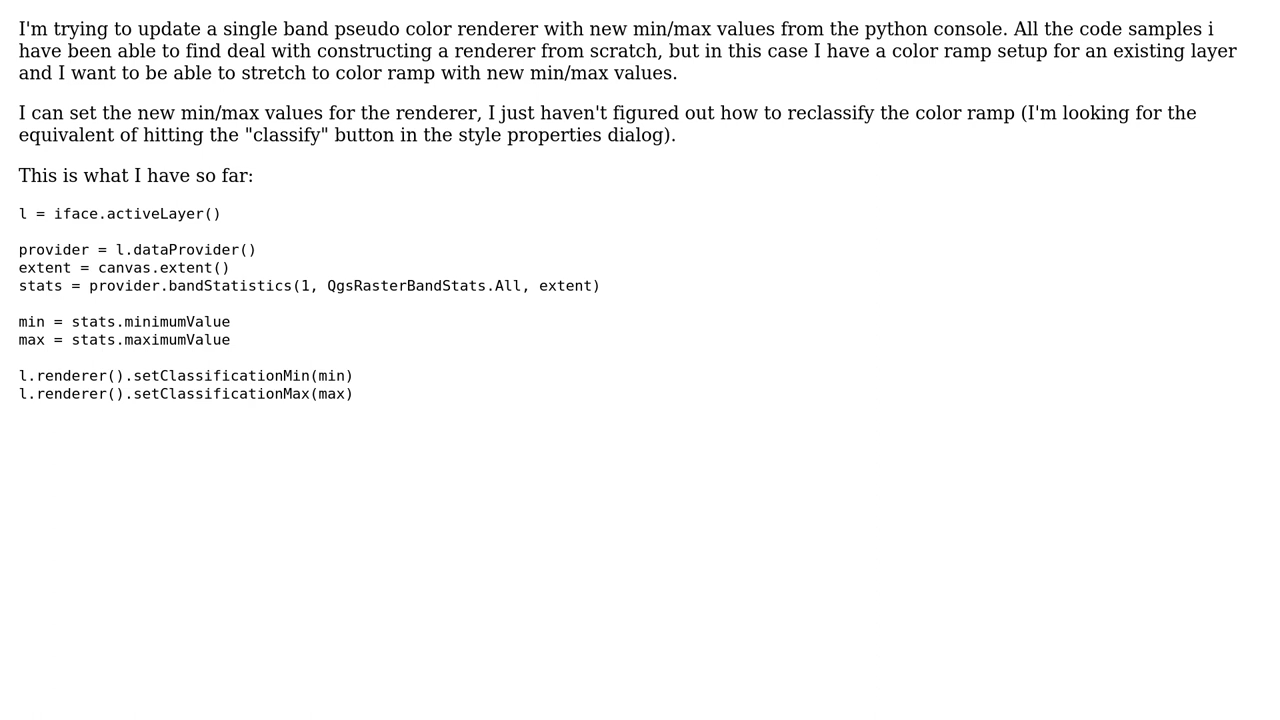 I'm trying to update a single band pseudo color renderer with new min/max values from the python console. All the code samples i
have been able to find deal with constructing a renderer from scratch, but in this case I have a color ramp setup for an existing layer
and I want to be able to stretch to color ramp with new min/max values.
I can set the new min/max values for the renderer, I just haven't figured out how to reclassify the color ramp (I'm looking for the
equivalent of hitting the "classify" button in the style properties dialog).
This is what I have so far:
l = iface.activeLayer()
provider = l.dataProvider()
extent = canvas.extent()
stats = provider.bandStatistics(1, QgsRasterBandStats.All, extent)
min = stats.minimumValue
max = stats.maximumValue
l.renderer().setClassificationMin(min)
l.renderer().setClassificationMax(max)